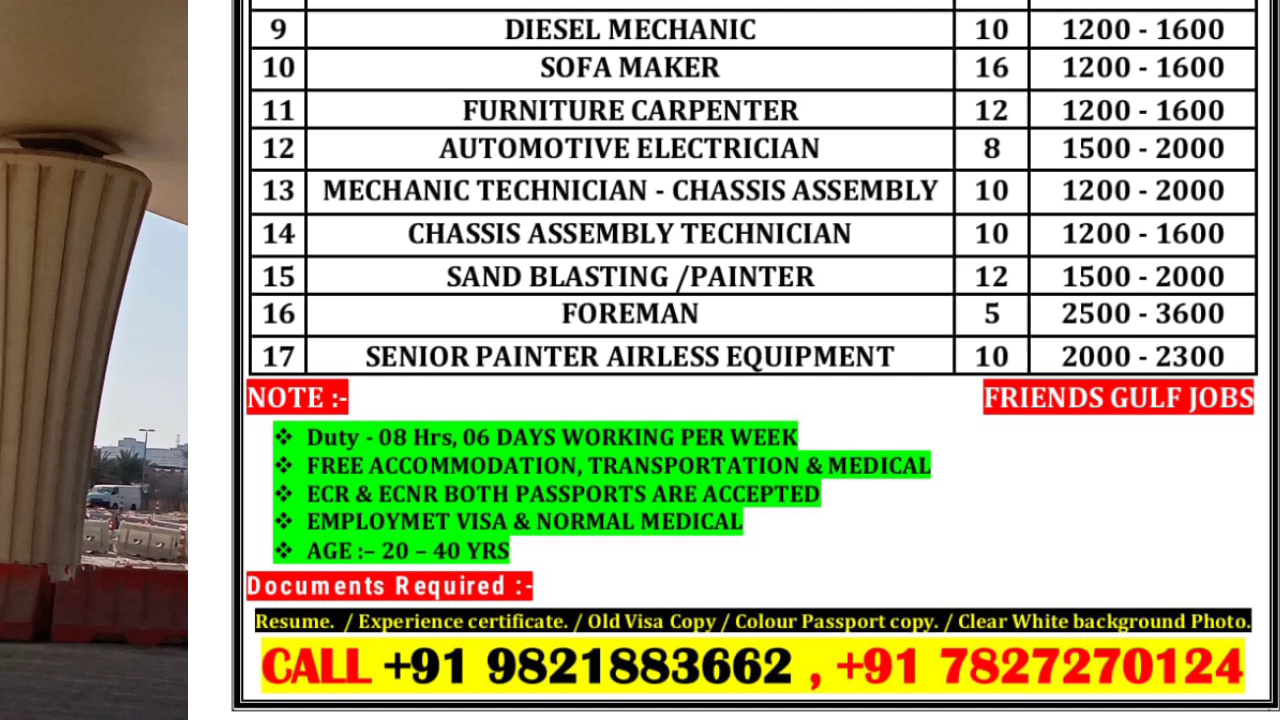 9 DIESEL MECHANIC 10 1200 - 1600
10 SOFA MAKER 16 1200 - 1600
11 FURNITURE CARPENTER 12 1200 - 1600
12 AUTOMOTIVE ELECTRICIAN 8 1500 - 2000
13 MECHANIC TECHNICIAN - CHASSIS ASSEMBLY 10 1200 - 2000
14 CHASSIS ASSEMBLY TECHNICIAN 10 1200 - 1600
15 SAND BLASTING /PAINTER 12 1500 - 2000
16 FOREMAN 5 2500 - 3600
17 SENIOR PAINTER AIRLESS EQUIPMENT 10 2000 - 2300
NOTE :- FRIENDS GULF JOBS
❖ Duty - 08 Hrs, 06 DAYS WORKING PER WEEK
❖ FREE ACCOMMODATION, TRANSPORTATION & MEDICAL
❖ ECR & ECNR BOTH PASSPORTS ARE ACCEPTED
❖ EMPLOYMET VISA & NORMAL MEDICAL
❖ AGE :– 20 – 40 YRS
Documents Required :-
Resume. / Experience certificate. / Old Visa Copy / Colour Passport copy. / Clear White background Photo.
CALL +91 9821883662 , +91 7827270124